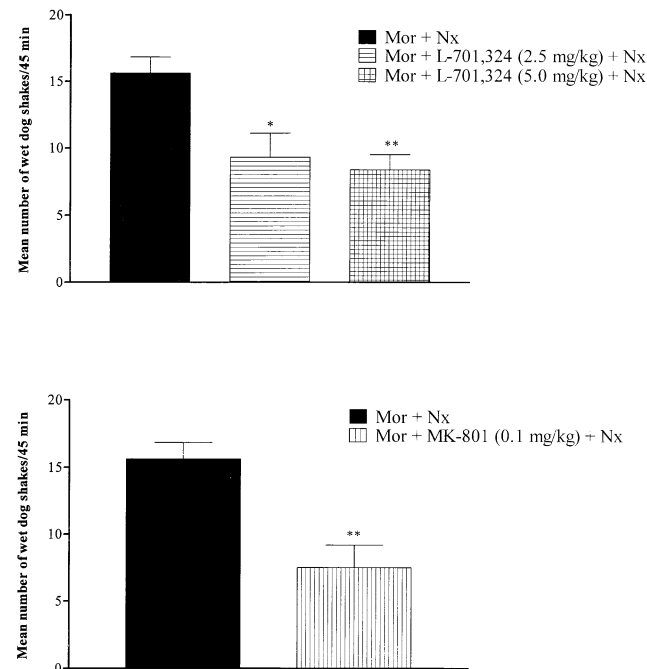 20
15
10
5
0
Mean number of wet dog shakes/45 min
Mor + Nx
Mor + L-701,324 (2.5 mg/kg) + Nx
Mor + L-701,324 (5.0 mg/kg) + Nx
*
**
20
15
10
5
0
Mean number of wet dog shakes/45 min
Mor + Nx
Mor + MK-801 (0.1 mg/kg) + Nx
**